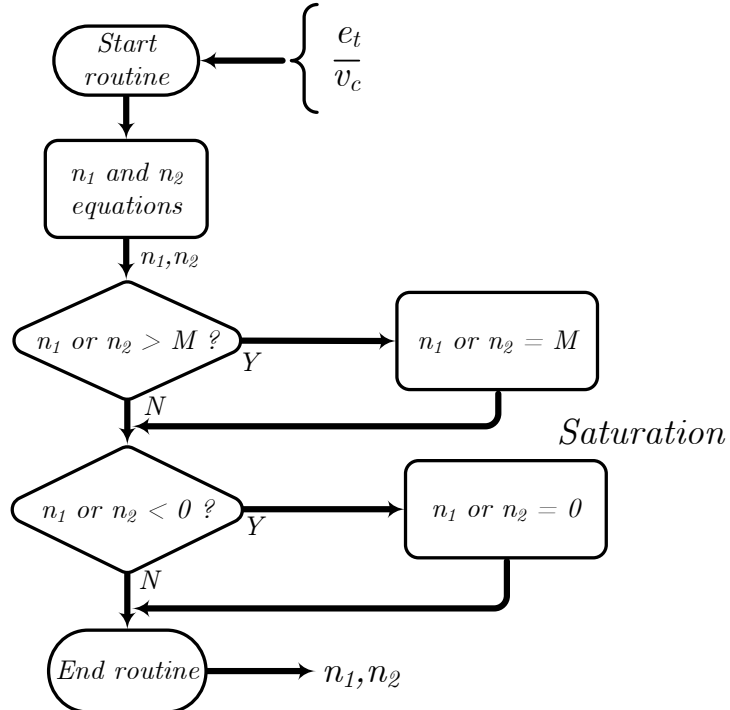 Start
routine
e_t
v_c
n_1 and n_2
equations
n_1,n_2
n_1 or n_2 > M ?
Y
n_1 or n_2 = M
N
Saturation
n_1 or n_2 < 0 ?
Y
n_1 or n_2 = 0
N
End routine
n_1,n_2